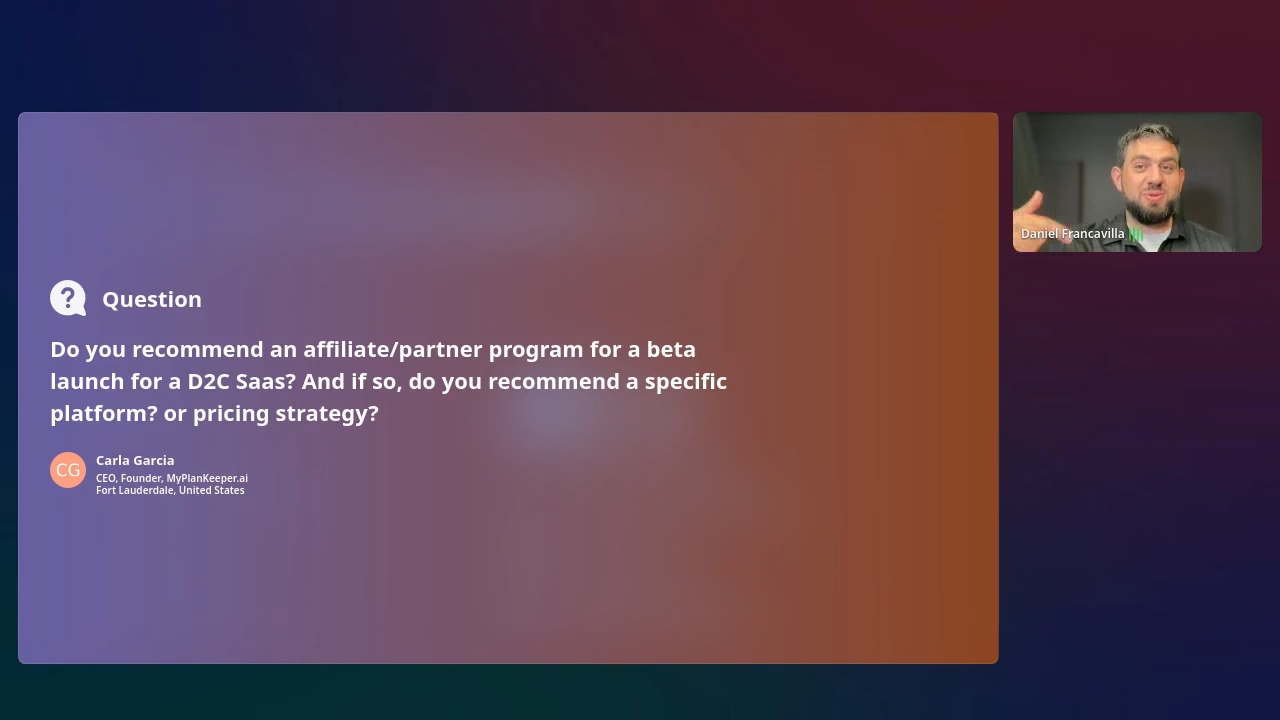 Question
Do you recommend an affiliate/partner program for a beta
launch for a D2C Saas? And if so, do you recommend a specific
platform? or pricing strategy?
CG
Carla Garcia
CEO, Founder, MyPlanKeeper.ai
Fort Lauderdale, United States
Daniel Francavilla